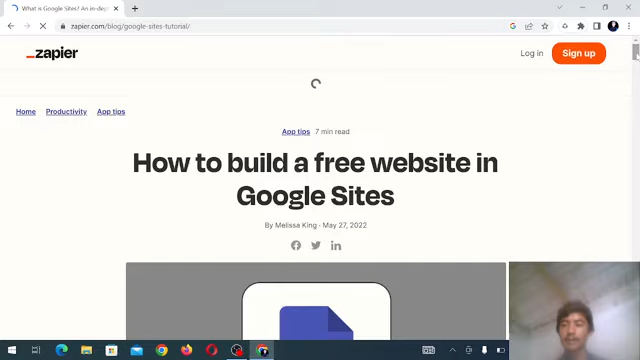 What is Google Sites? An in-dept
zapier.com/blog/google-sites-tutorial/
_zapier
Log in
Sign up
Home
Productivity
App tips
App tips 7 min read
How to build a free website in
Google Sites
By Melissa King · May 27, 2022